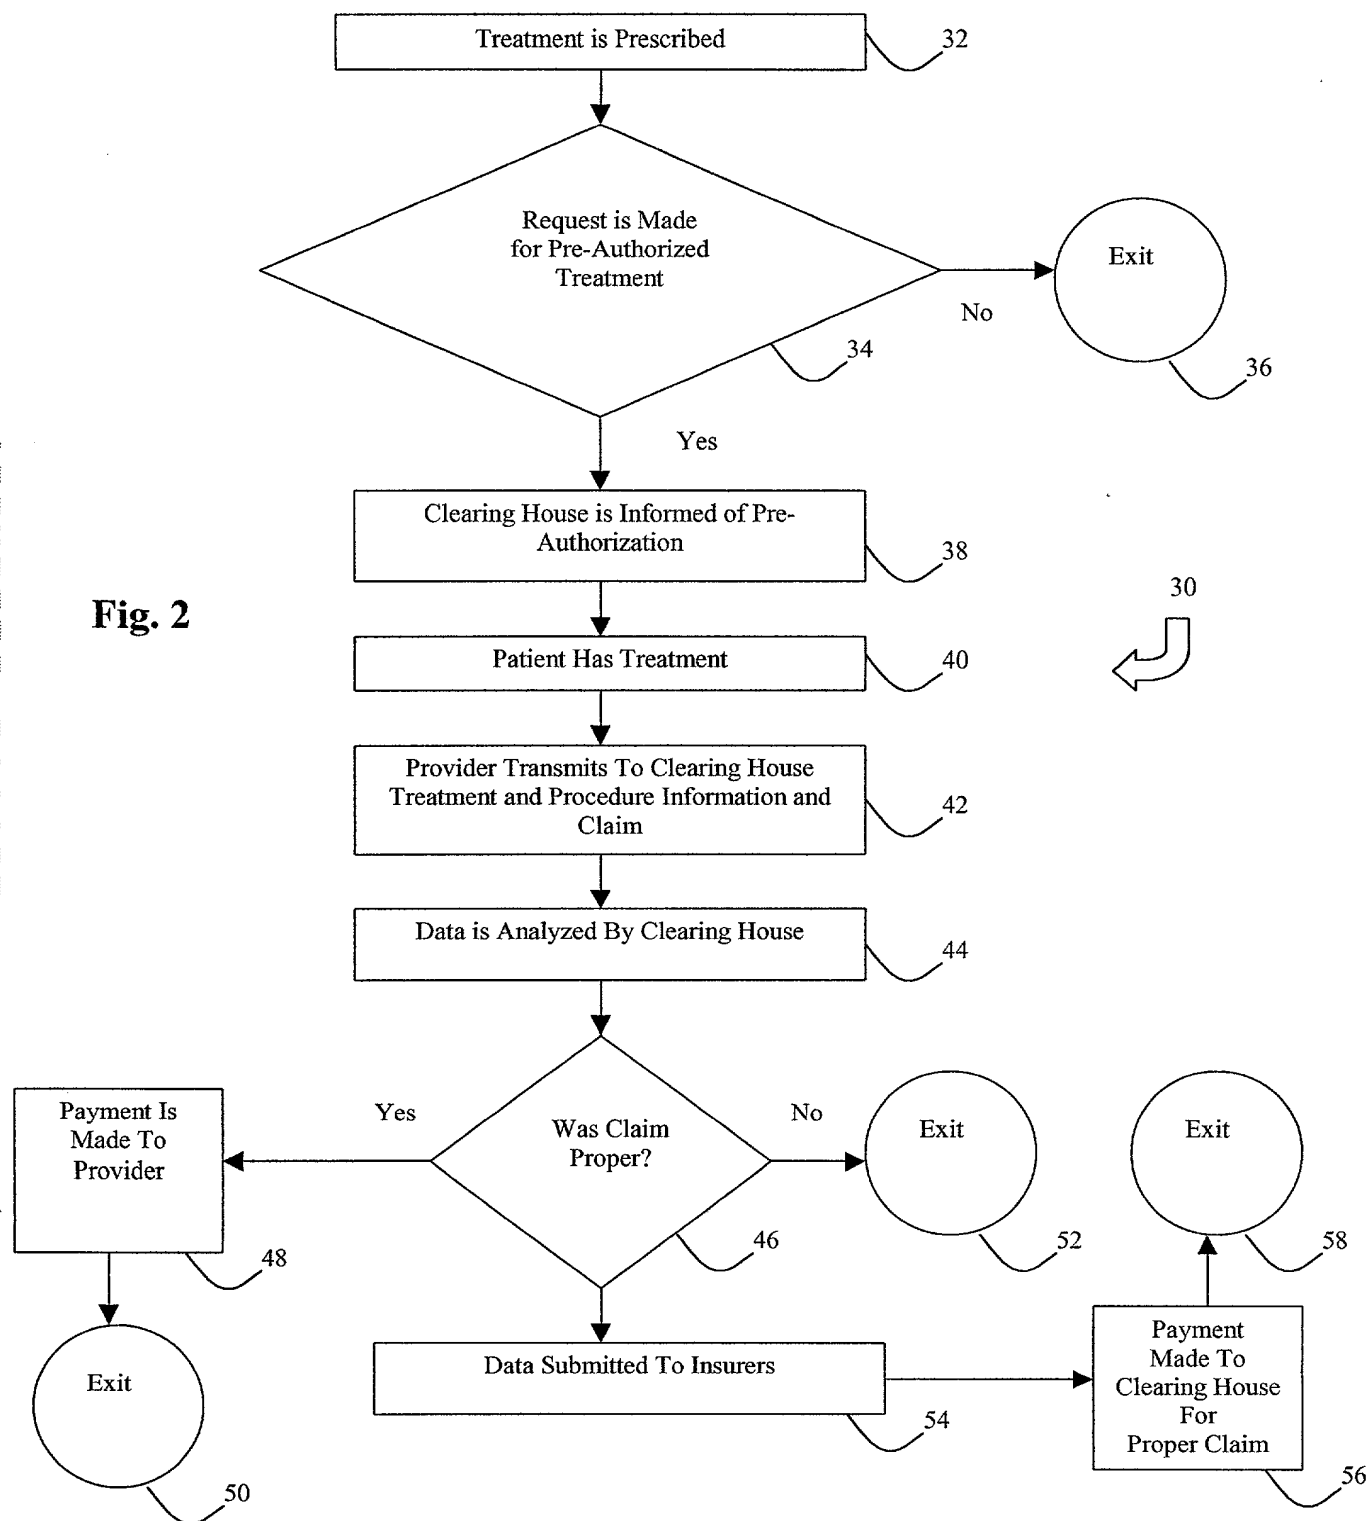 Treatment is Prescribed
32
Request is Made
for Pre-Authorized
Treatment
Exit
No
34
36
Yes
Clearing House is Informed of Pre-
Authorization
38
Fig. 2
30
Patient Has Treatment
40
Provider Transmits To Clearing House
Treatment and Procedure Information and
Claim
42
Data is Analyzed By Clearing House
44
Payment Is
Made To
Provider
Yes
Was Claim
Proper?
No
Exit
Exit
46
52
58
48
Exit
50
Data Submitted To Insurers
54
Payment
Made To
Clearing House
For
Proper Claim
56